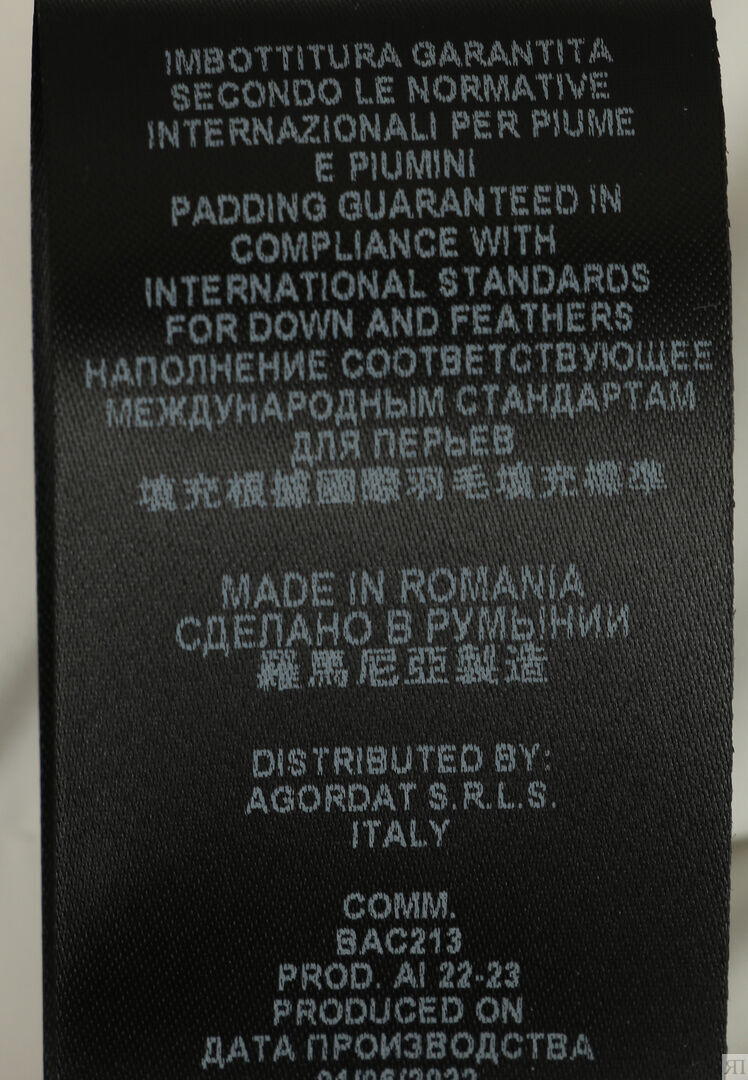 IMBOTTITURA GARANTITA
SECONDO LE NORMATIVE
INTERNAZIONALI PER PIUME
E PIUMINI
PADDING GUARANTEED IN
COMPLIANCE WITH
INTERNATIONAL STANDARDS
FOR DOWN AND FEATHERS
НАПОЛНЕНИЕ СООТВЕТСТВУЮЩЕЕ
МЕЖДУНАРОДНЫМ СТАНДАРТАМ
ДЛЯ ПЕРЬЕВ
填充根據國際羽毛填充標準
MADE IN ROMANIA
СДЕЛАНО В РУМЫНИИ
羅馬尼亞製造
DISTRIBUTED BY:
AGORDAT S.R.L.S.
ITALY
COMM.
BAC213
PROD. AI 22-23
PRODUCED ON
ДАТА ПРОИЗВОДСТВА